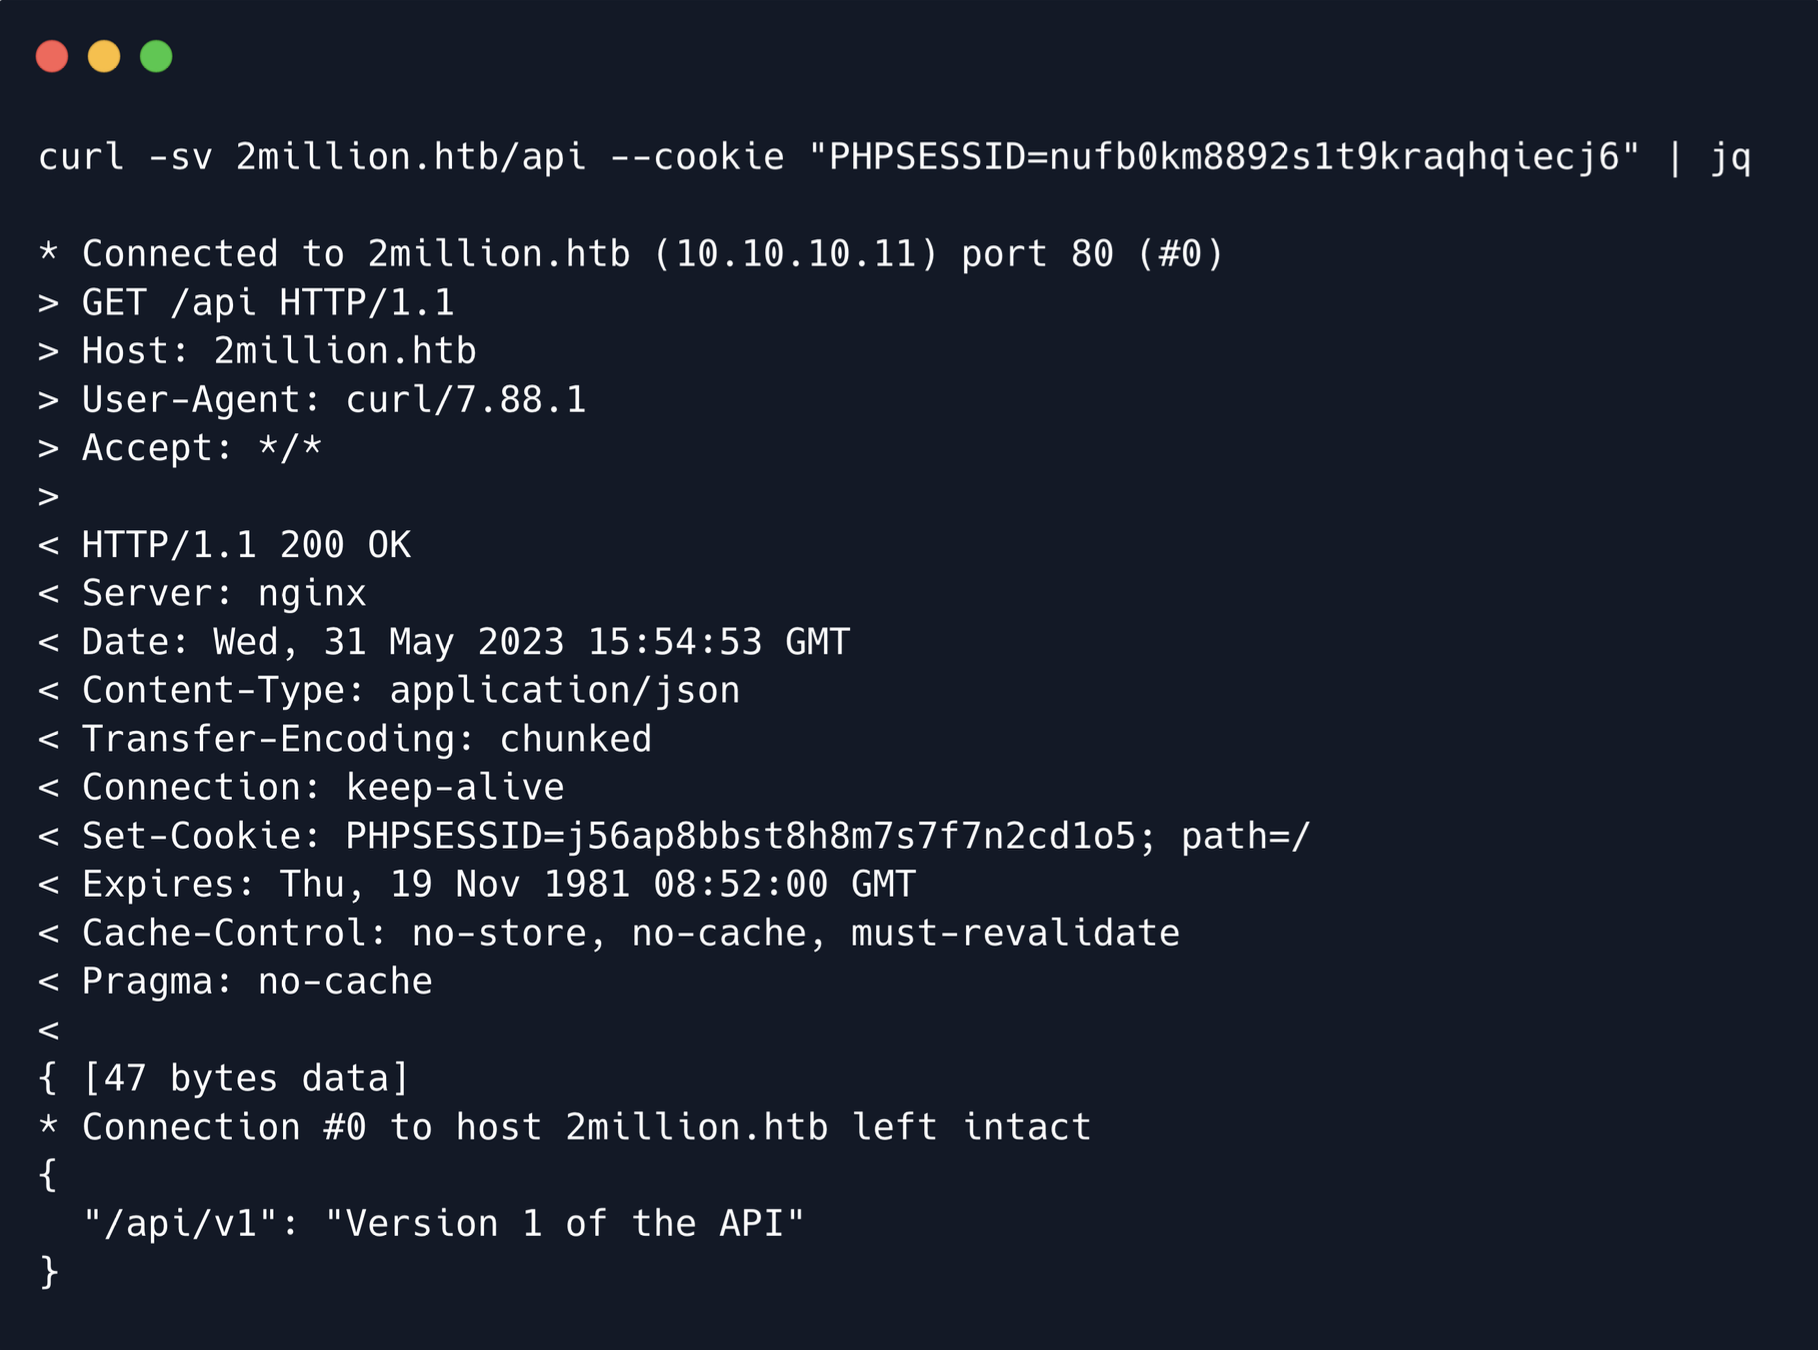 curl -sv 2million.htb/api --cookie "PHPSESSID=nufb0km8892s1t9kraqhqiecj6" | jq
* Connected to 2million.htb (10.10.10.11) port 80 (#0)
> GET /api HTTP/1.1
> Host: 2million.htb
> User-Agent: curl/7.88.1
> Accept: */*
>
< HTTP/1.1 200 OK
< Server: nginx
< Date: Wed, 31 May 2023 15:54:53 GMT
< Content-Type: application/json
< Transfer-Encoding: chunked
< Connection: keep-alive
< Set-Cookie: PHPSESSID=j56ap8bbst8h8m7s7f7n2cd1o5; path=/
< Expires: Thu, 19 Nov 1981 08:52:00 GMT
< Cache-Control: no-store, no-cache, must-revalidate
< Pragma: no-cache
<
{ [47 bytes data]
* Connection #0 to host 2million.htb left intact
{
  "/api/v1": "Version 1 of the API"
}